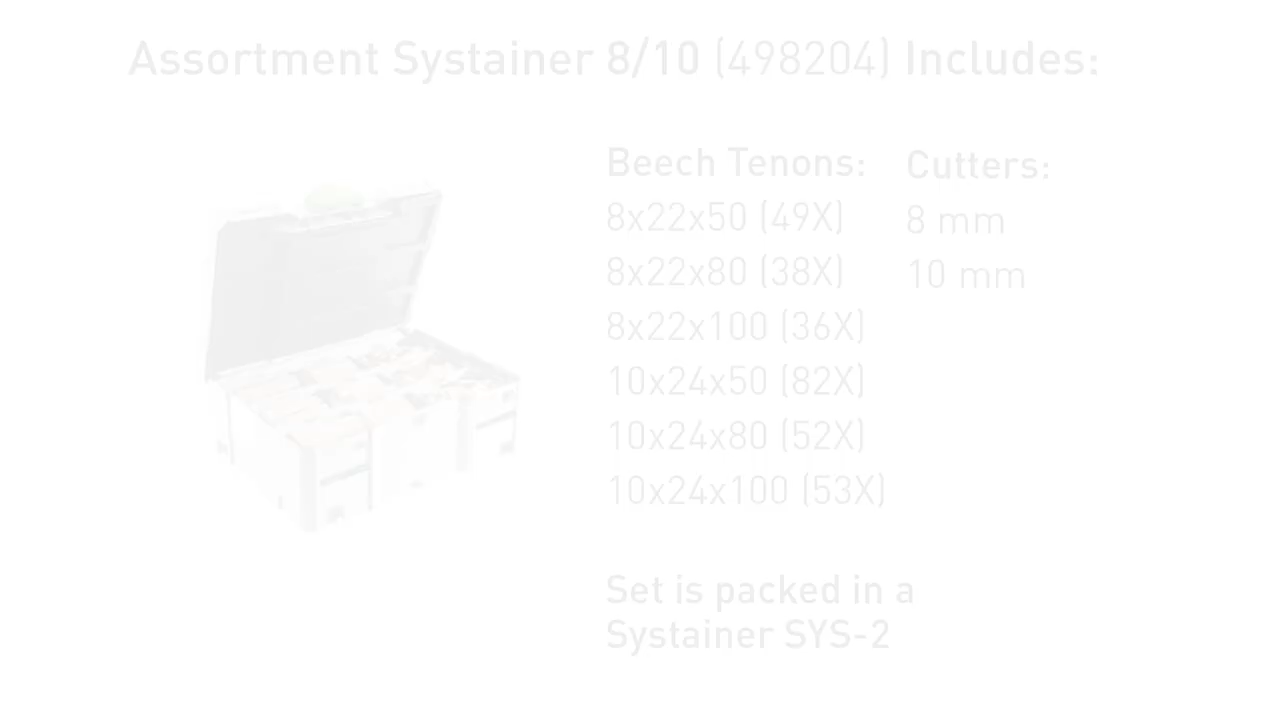 Assortment Systainer 8/10 (498204) Includes:
Beech Tenons:
8x22x50 (49X)
8x22x80 (38X)
8x22x100 (36X)
10x24x50 (82X)
10x24x80 (52X)
10x24x100 (53X)
Cutters:
8 mm
10 mm
Set is packed in a
Systainer SYS-2